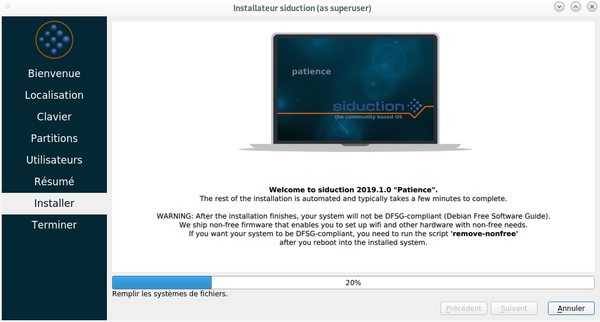 Installateur siduction (as superuser)
Bienvenue
Localisation
Clavier
Partitions
Utilisateurs
Résumé
Installer
Terminer
patience
siduction
the community based OS
Welcome to siduction 2019.1.0 "Patience".
The rest of the installation is automated and typically takes a few minutes to complete.
WARNING: After the installation finishes, your system will not be DFSG-compliant (Debian Free Software Guide).
We ship non-free firmware that enables you to set up wifi and other hardware with non-free needs.
If you want your system to be DFSG-compliant, you need to run the script 'remove-nonfree'
after you reboot into the installed system.
20%
Remplir les systèmes de fichiers.
Précédent
Suivant
Annuler